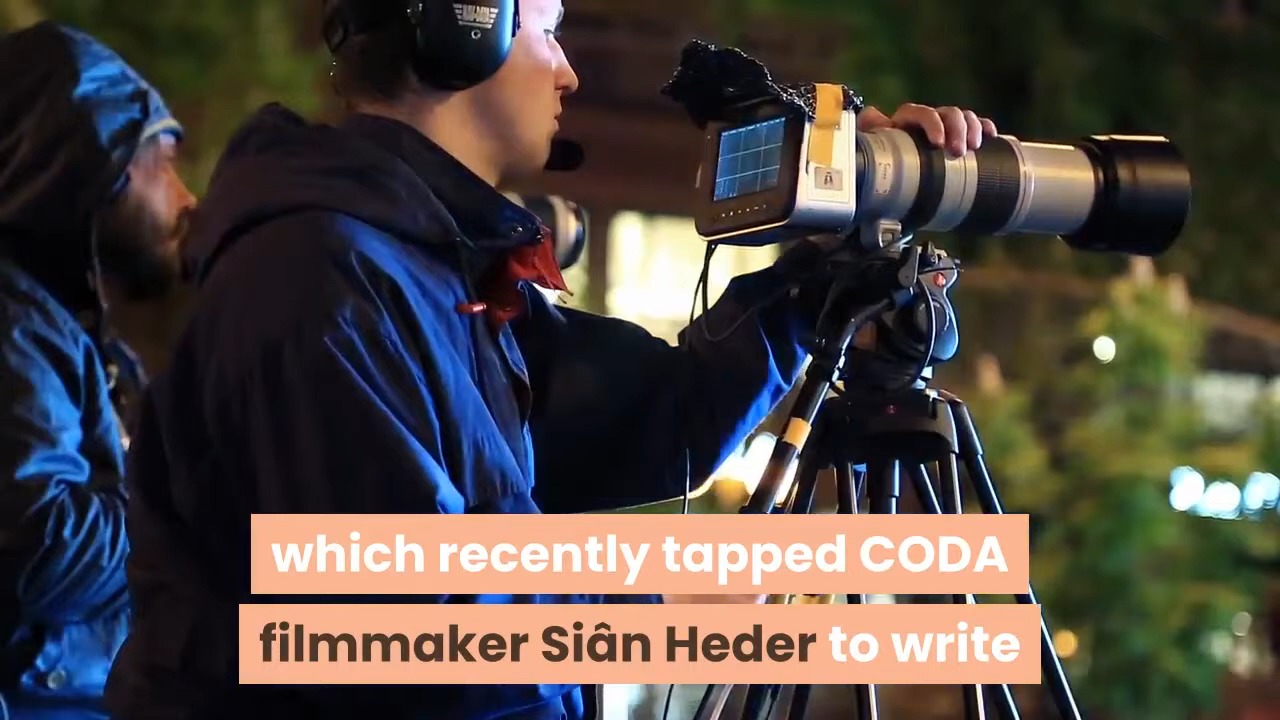 which recently tapped CODA
filmmaker Siân Heder to write